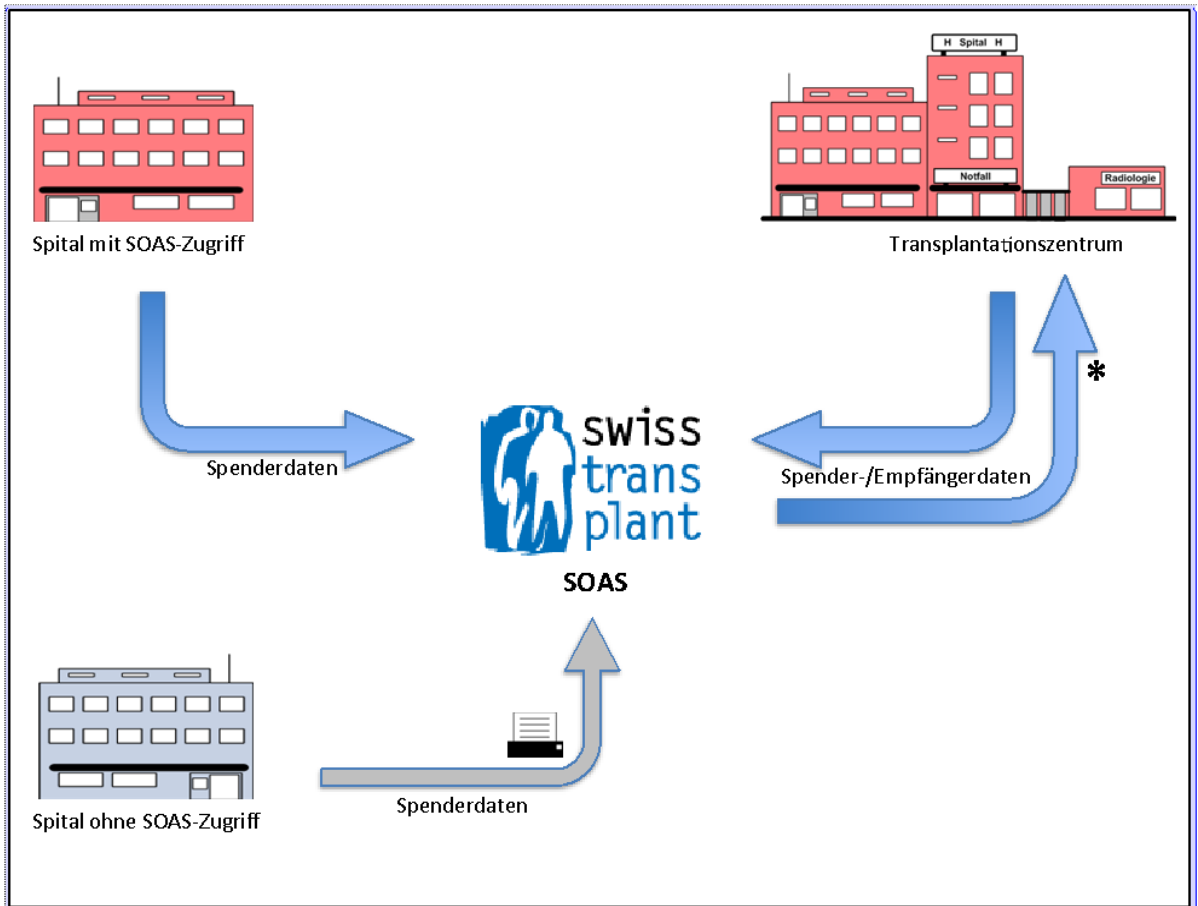 H Spital H
Notfall
Radiologie
Spital mit SOAS-Zugriff
Transplantationszentrum
*
Spenderdaten
swiss
trans
plant
SOAS
Spender-/Empfängerdaten
Spenderdaten
Spital ohne SOAS-Zugriff